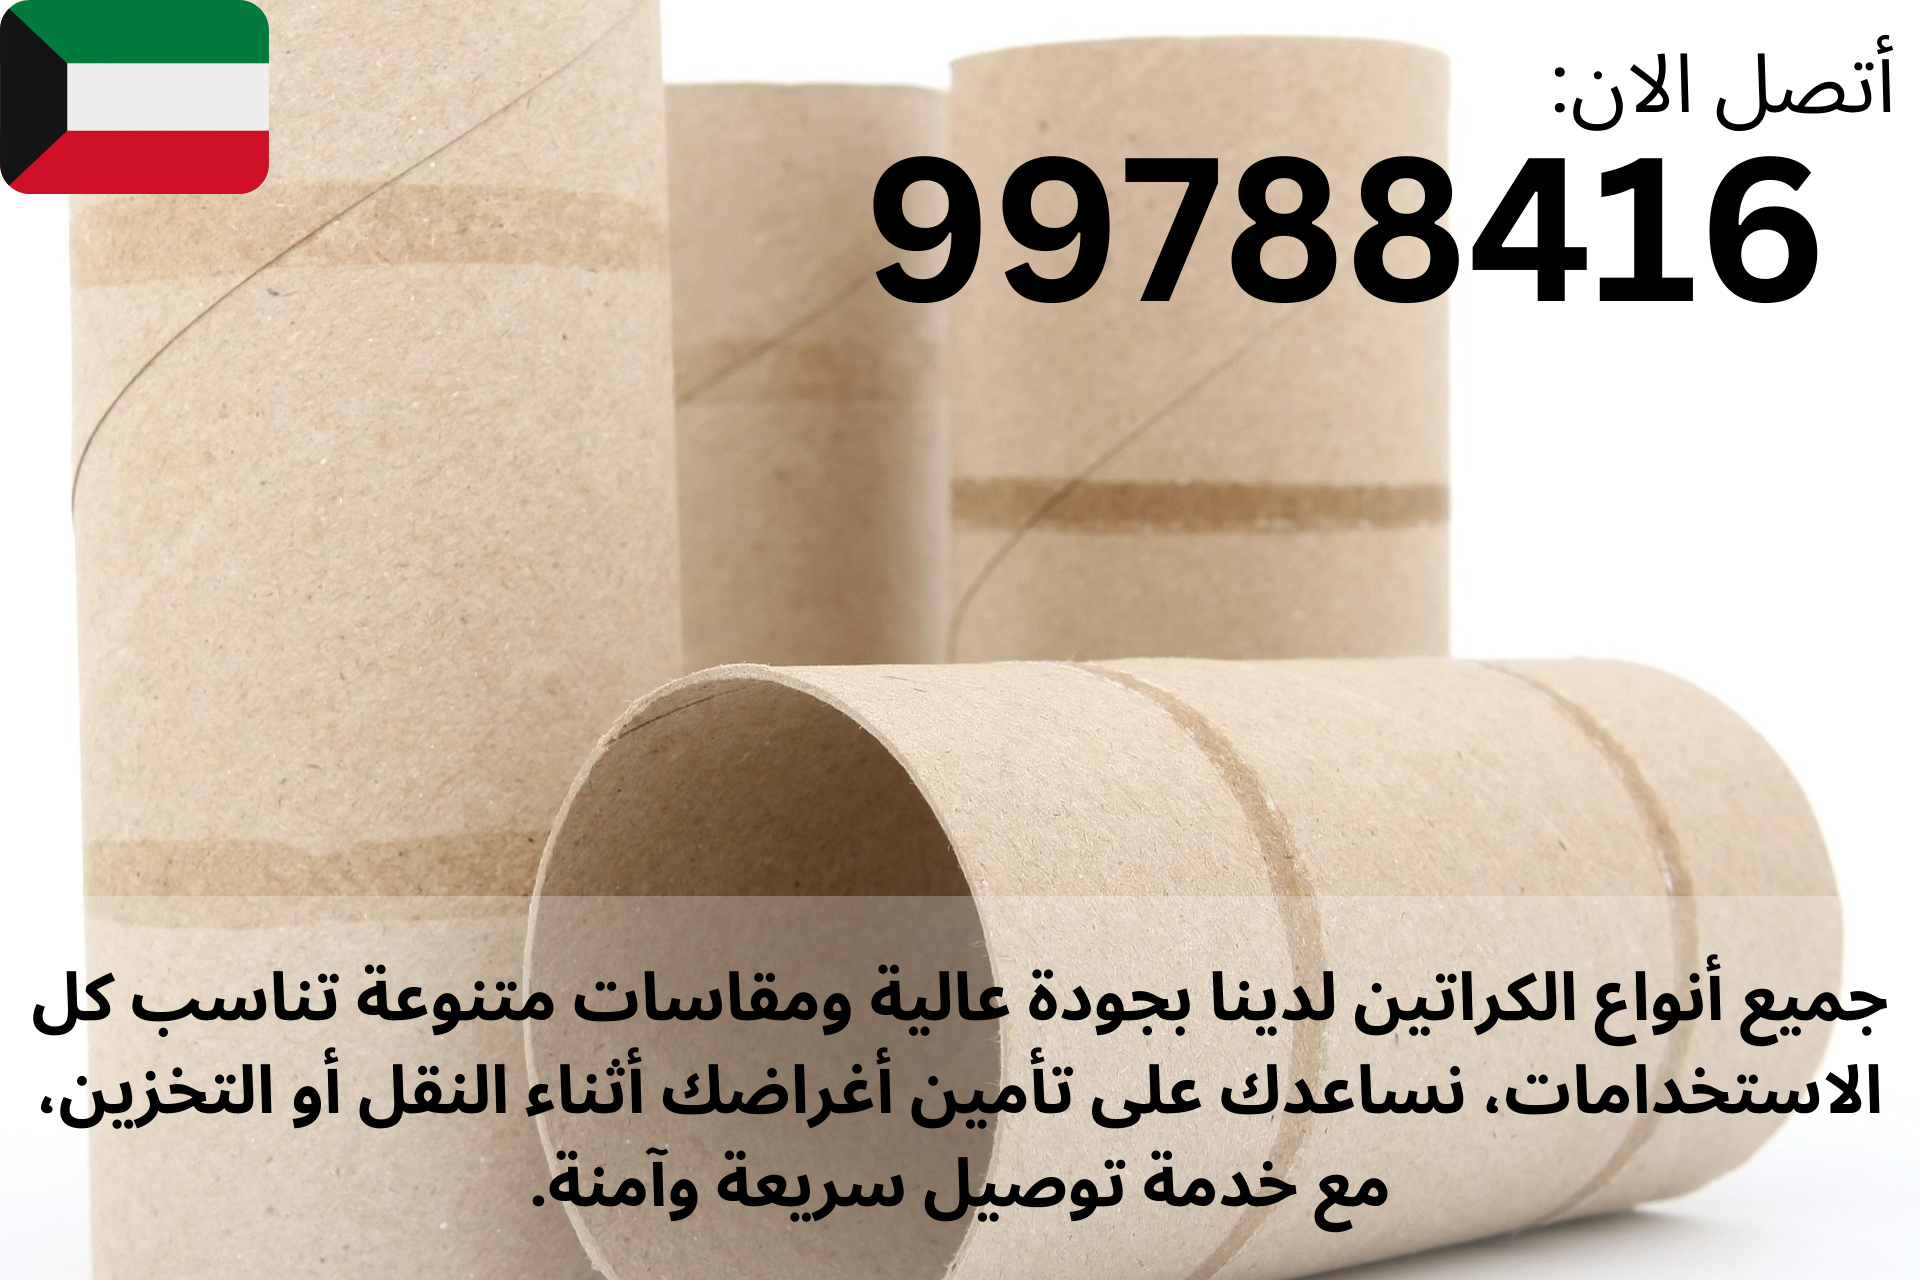 أتصل الان:
99788416
جميع أنواع الكراتين لدينا بجودة عالية ومقاسات متنوعة تناسب كل
الاستخدامات، نساعدك على تأمين أغراضك أثناء النقل أو التخزين،
مع خدمة توصيل سريعة وآمنة.